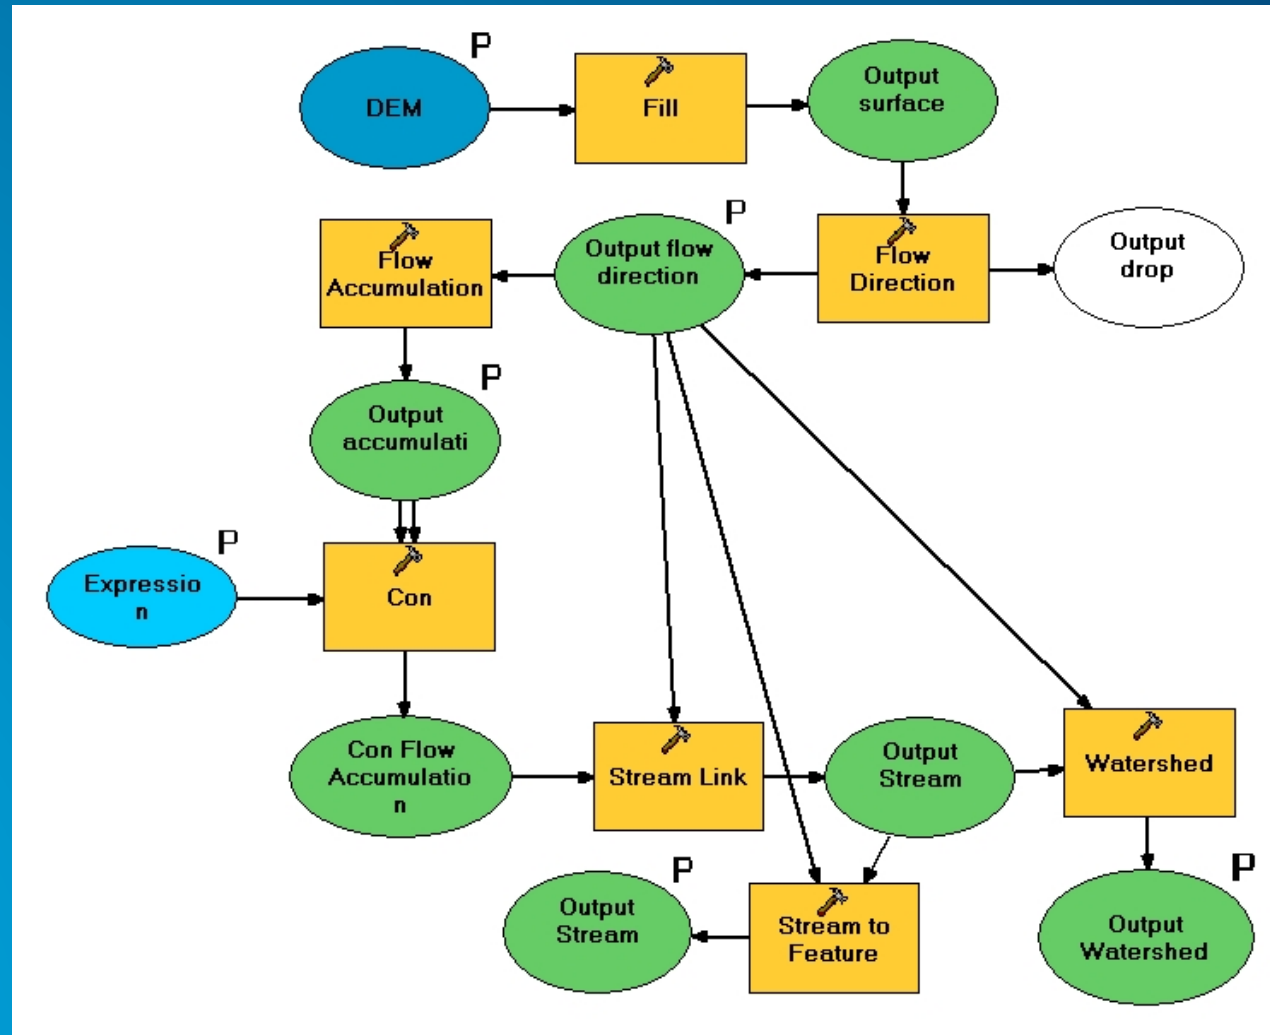 P
DEM
Fill
Output
surface
P
Flow
Accumulation
Output flow
direction
Flow
Direction
Output
drop
P
Output
accumulati
P
Expressio
n
Con
Con Flow
Accumulatio
n
Stream Link
Output
Stream
Watershed
P
Output
Stream
Stream to
Feature
P
Output
Watershed